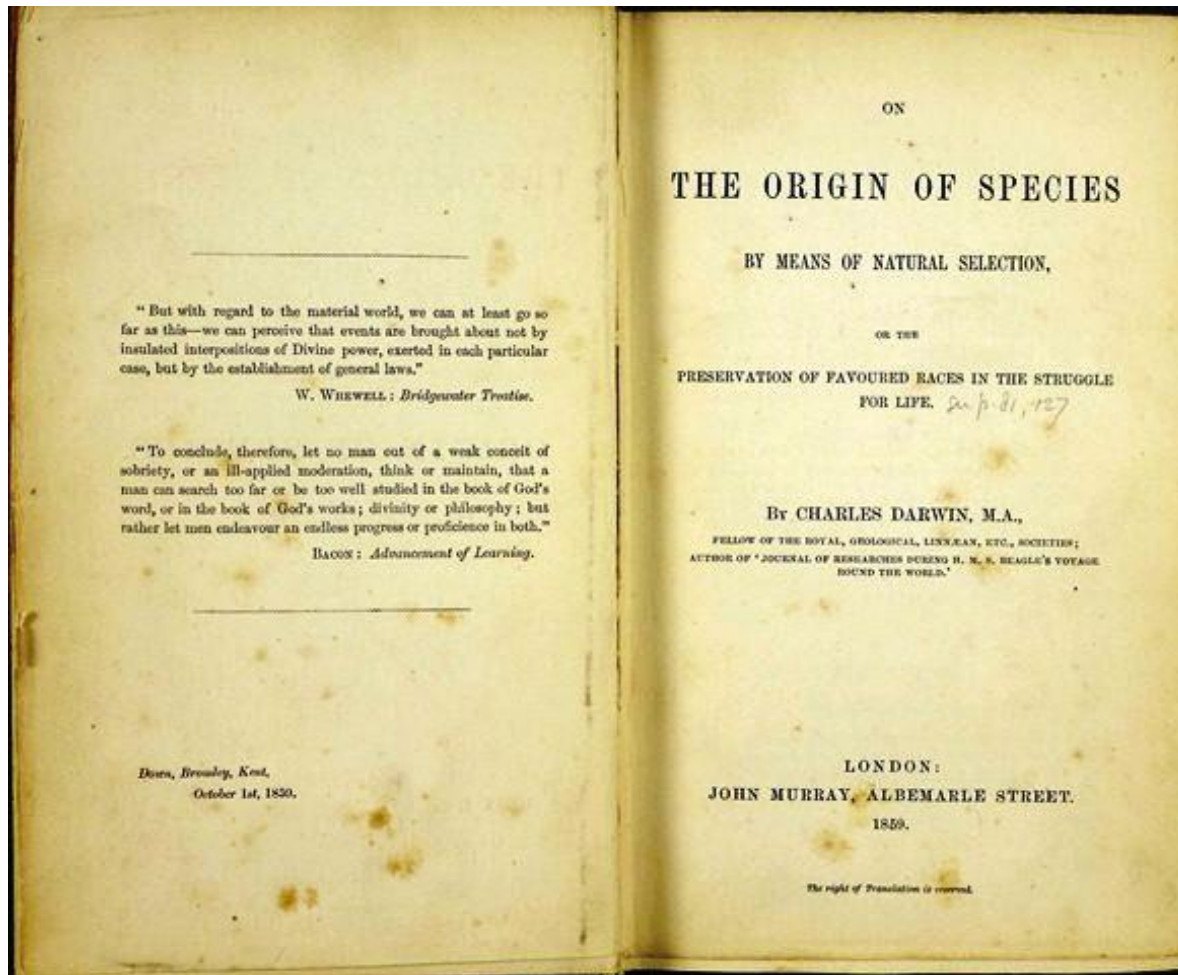 “ But with regard to the material world, we can at least go so
far as this—we can perceive that events are brought about not by
insulated interpositions of Divine power, exerted in each particular
case, but by the establishment of general laws.”
W. WHEWELL : Bridgewater Treatise.
“ To conclude, therefore, let no man out of a weak conceit of
sobriety, or an ill-applied moderation, think or maintain, that a
man can search too far or be too well studied in the book of God's
word, or in the book of God's works ; divinity or philosophy ; but
rather let men endeavour an endless progress or proficience in both.”
BACON : Advancement of Learning.
Down, Bromley, Kent,
October 1st, 1859.
ON
THE ORIGIN OF SPECIES
BY MEANS OF NATURAL SELECTION,
OR THE
PRESERVATION OF FAVOURED RACES IN THE STRUGGLE
FOR LIFE. p. 81, 127
BY CHARLES DARWIN, M.A.,
FELLOW OF THE ROYAL, GEOLOGICAL, LINNÆAN, ETC., SOCIETIES ;
AUTHOR OF ‘JOURNAL OF RESEARCHES DURING H. M. S. BEAGLE'S VOYAGE
ROUND THE WORLD.’
LONDON:
JOHN MURRAY, ALBEMARLE STREET.
1859.
The right of Translation is reserved.